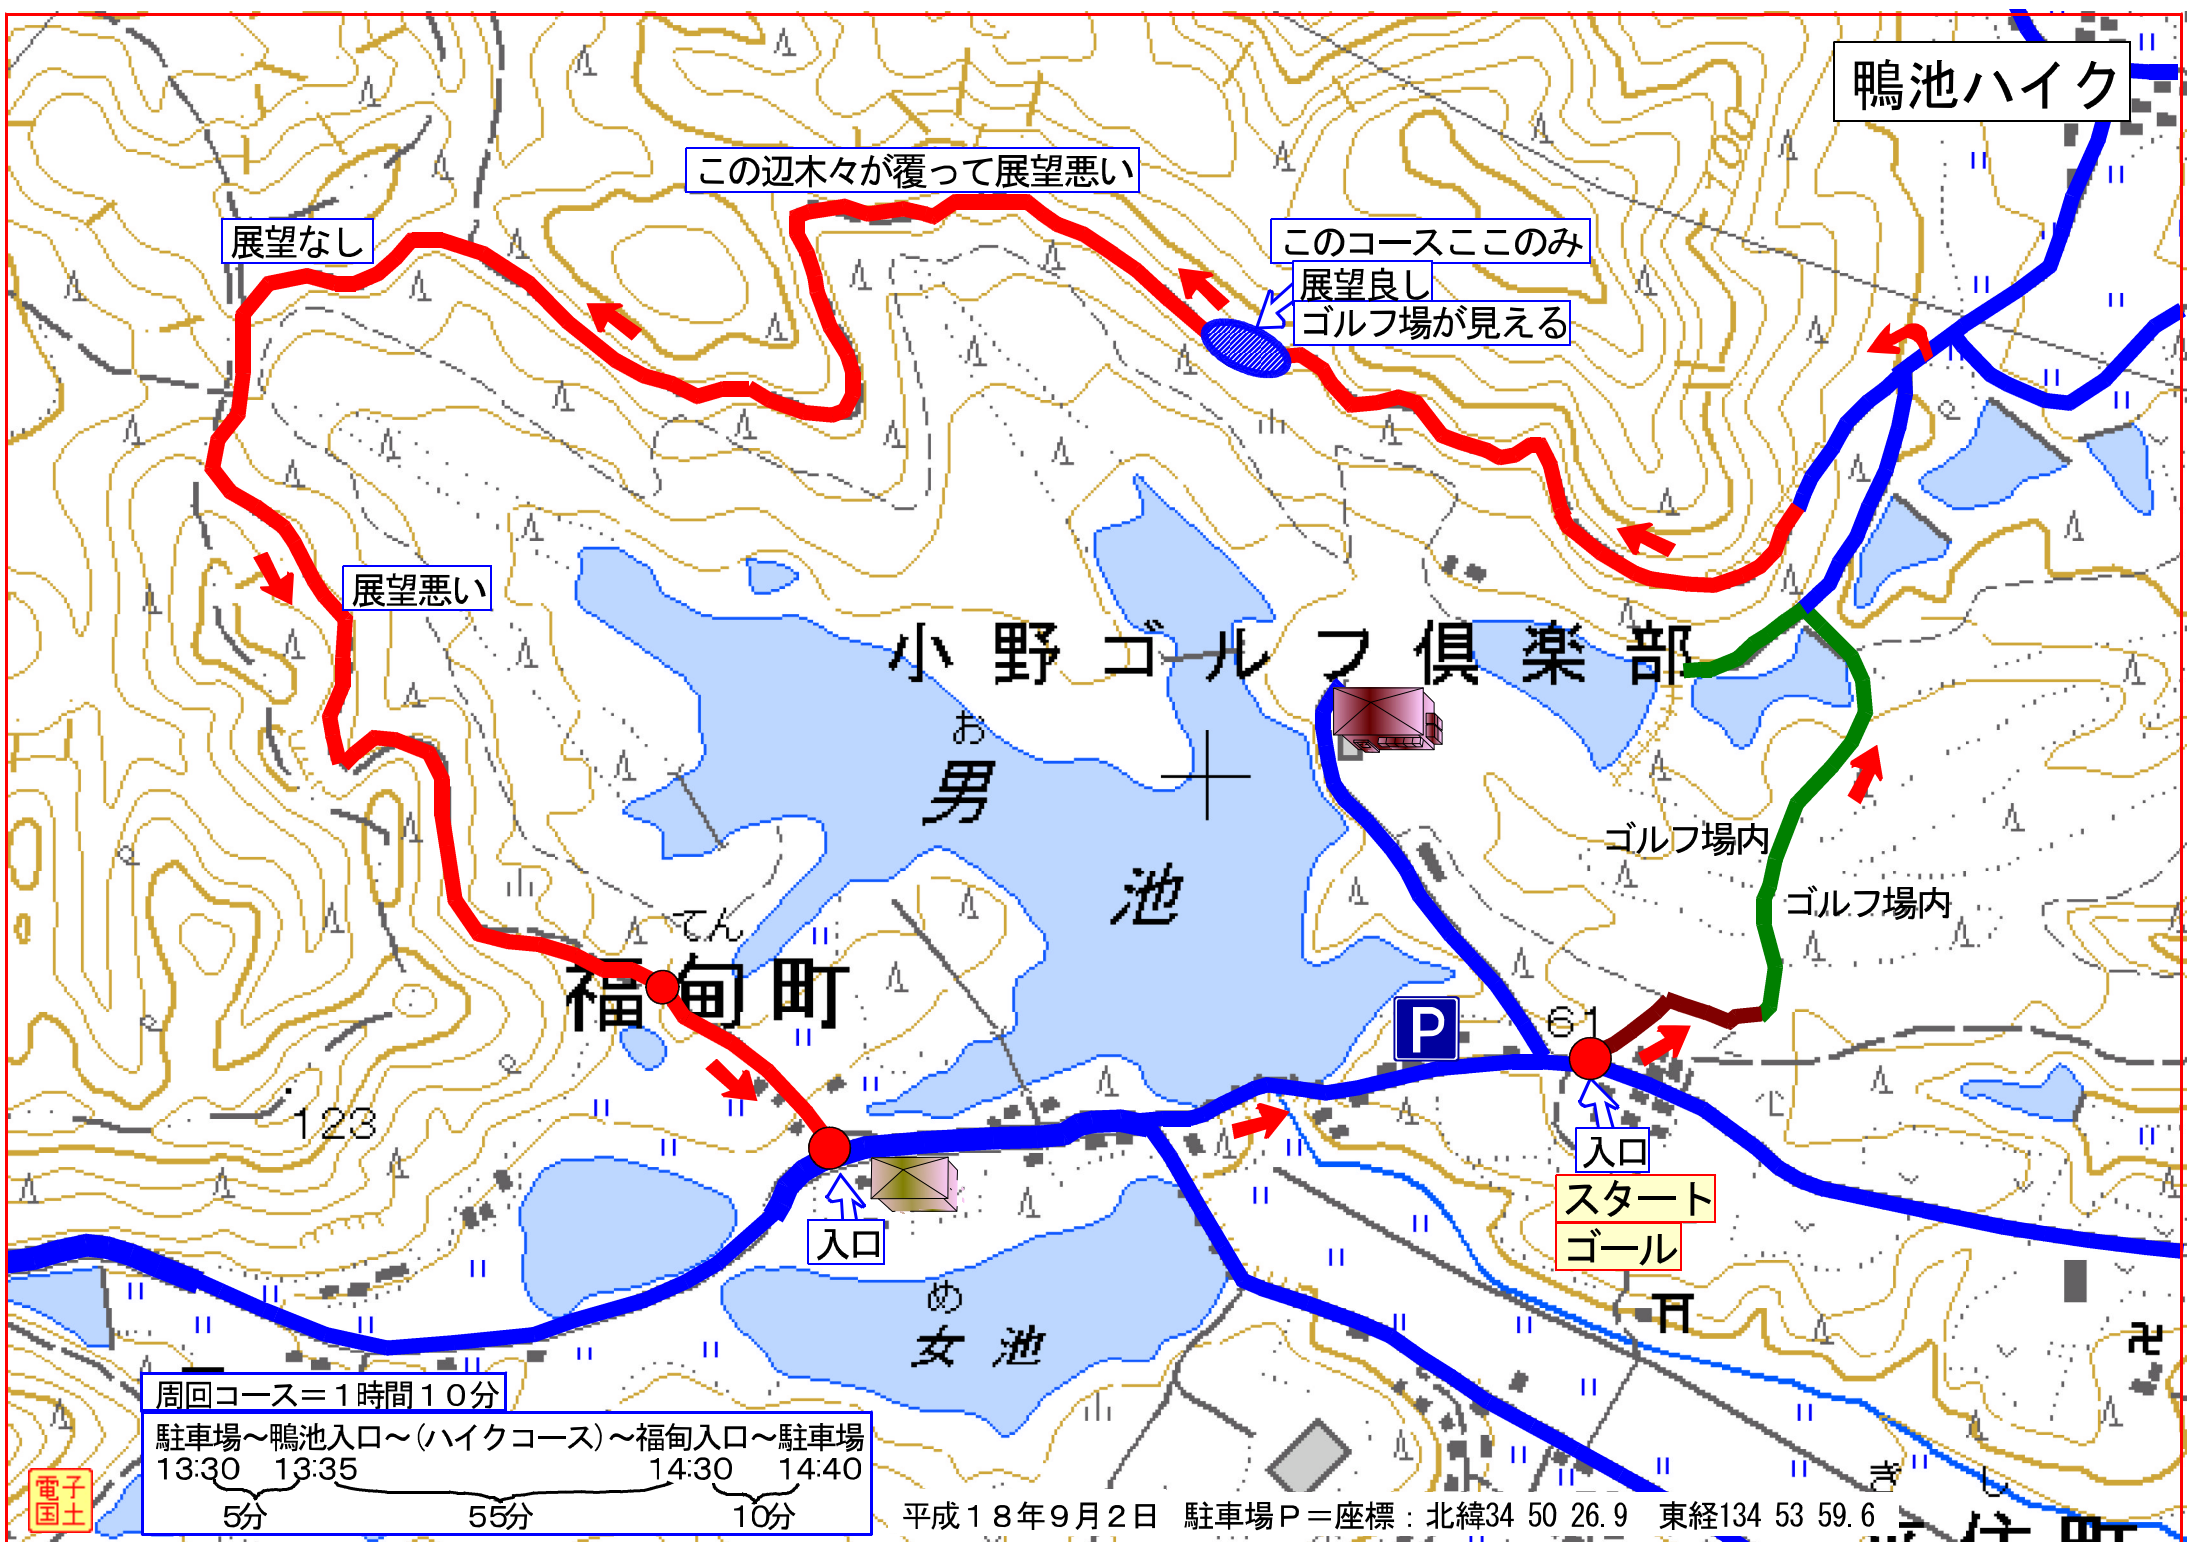 鴨池ハイク
100
この辺木々が覆って展望悪い
展望なし
このコースここのみ
展望良し
ゴルフ場が見える
展望悪い
小野ゴルフ倶楽部
お
男
池
ゴルフ場内
ゴルフ場内
てん
福甸町
P
61
123
入口
スタート
ゴール
入口
め
女池
周回コース＝１時間１０分
駐車場～鴨池入口～（ハイクコース）～福甸入口～駐車場
13:30 13:35 14:30 14:40
5分 55分 10分
電子
国土
平成１８年９月２日 駐車場Ｐ＝座標：北緯34 50 26.9 東経134 53 59.6
きし
住町